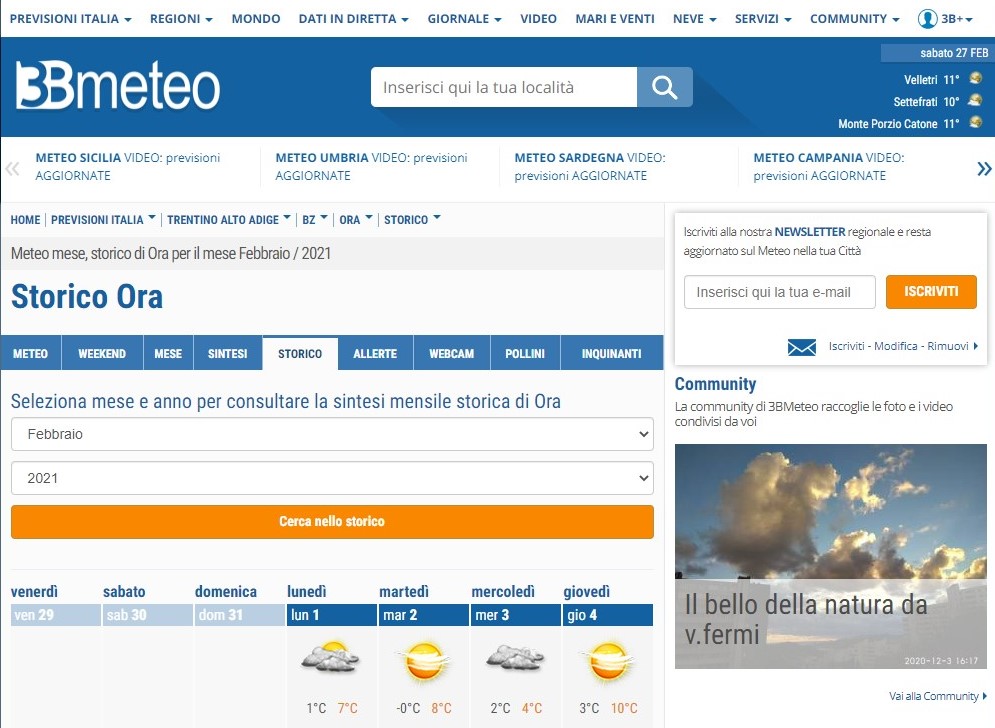 PREVISIONI ITALIA REGIONI MONDO DATI IN DIRETTA GIORNALE VIDEO MARI E VENTI NEVE SERVIZI COMMUNITY 3B+
sabato 27 FEB
3Bmeteo
Inserisci qui la tua località
Velletri 11°
Settefrati 10°
Monte Porzio Catone 11°
METEO SICILIA VIDEO: previsioni
AGGIORNATE
METEO UMBRIA VIDEO: previsioni
AGGIORNATE
METEO SARDEGNA VIDEO:
previsioni AGGIORNATE
METEO CAMPANIA VIDEO:
previsioni AGGIORNATE
HOME PREVISIONI ITALIA TRENTINO ALTO ADIGE BZ ORA STORICO
Meteo mese, storico di Ora per il mese Febbraio / 2021
Storico Ora
METEO WEEKEND MESE SINTESI STORICO ALLERTE WEBCAM POLLINI INQUINANTI
Seleziona mese e anno per consultare la sintesi mensile storica di Ora
Febbraio
2021
Cerca nello storico
venerdì sabato domenica lunedì martedì mercoledì giovedì
ven 29 sab 30 dom 31 lun 1 mar 2 mer 3 gio 4
1°C 7°C -0°C 8°C 2°C 4°C 3°C 10°C
Iscriviti alla nostra NEWSLETTER regionale e resta
aggiornato sul Meteo nella tua Città
Inserisci qui la tua e-mail ISCRIVITI
Iscriviti - Modifica - Rimuovi
Community
La community di 3BMeteo raccoglie le foto e i video
condivisi da voi
Il bello della natura da
v.fermi
2020-12-3 16:17
Vai alla Community